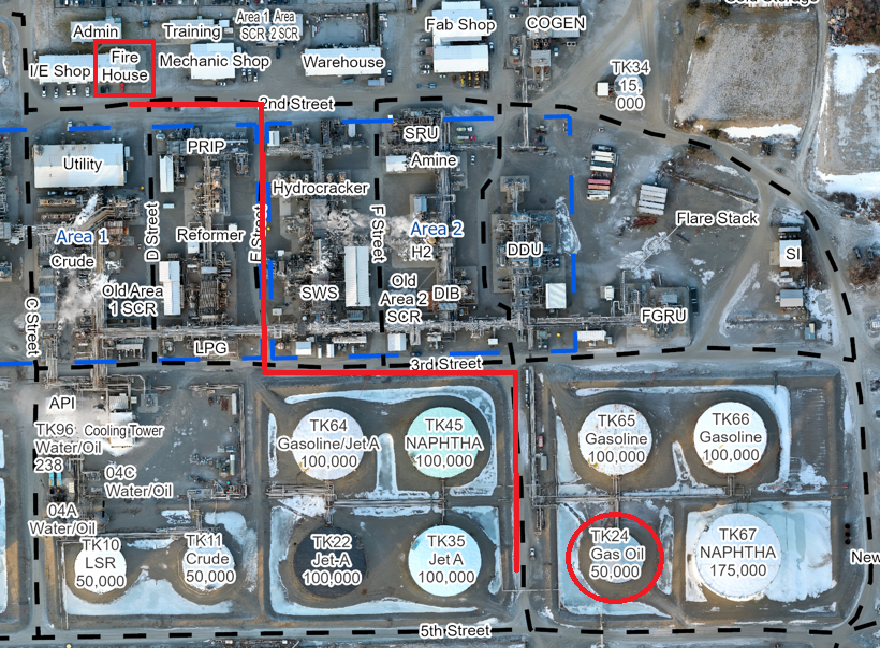 Admin
Training
Area 1
SCR
Area
2 SCR
Fab Shop
COGEN
I/E Shop
Fire
House
Mechanic Shop
Warehouse
TK34
15,
000
2nd Street
Utility
PRIP
SRU
Amine
Hydrocracker
Area 1
Crude
D Street
Reformer
E Street
F Street
Area 2
H2
DDU
Flare Stack
SI
C Street
Old Area
1 SCR
SWS
Old
Area 2
SCR
DIB
FGRU
LPG
3rd Street
API
TK96
Water/Oil
238
Cooling Tower
04C
Water/Oil
04A
Water/Oil
TK64
Gasoline/Jet A
100,000
TK45
NAPHTHA
100,000
TK65
Gasoline
100,000
TK66
Gasoline
100,000
TK10
LSR
50,000
TK11
Crude
50,000
TK22
Jet-A
100,000
TK35
Jet A
100,000
TK24
Gas Oil
50,000
TK67
NAPHTHA
175,000
New
5th Street